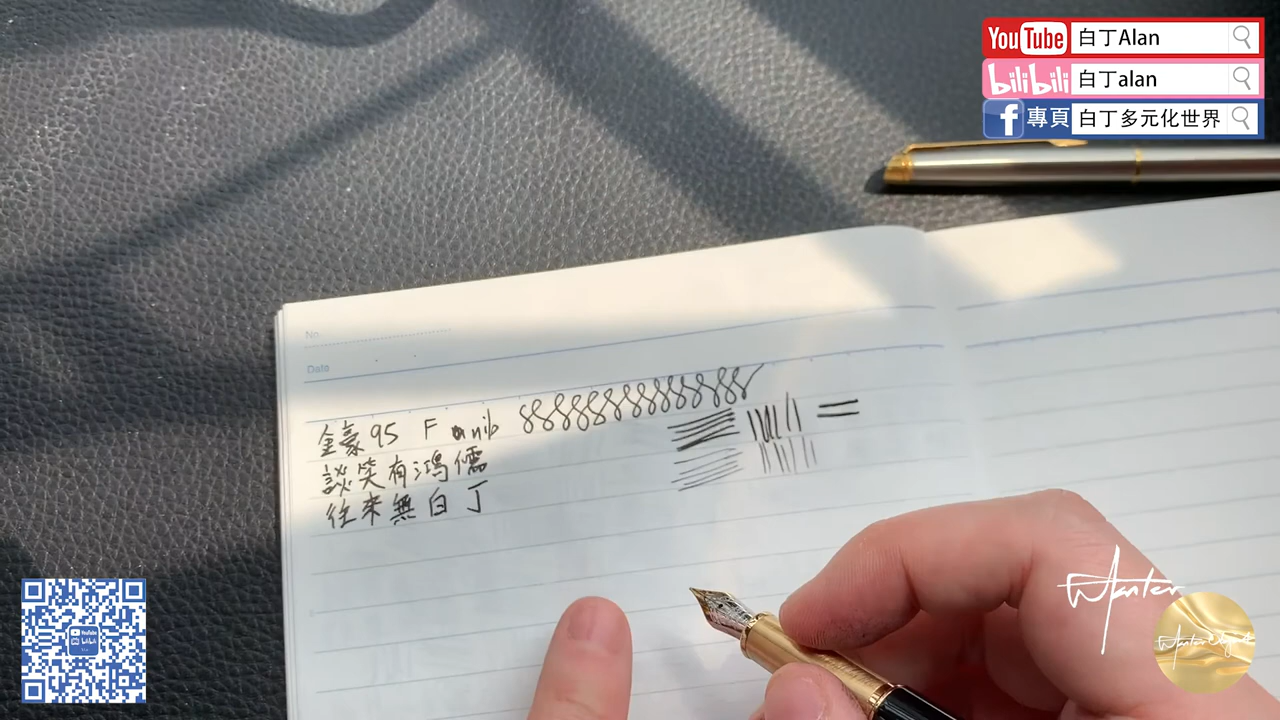 YouTube 白丁Alan
bilibili 白丁alan
f 專頁 白丁多元化世界
No.
Date
金豪95 F nib
談笑有鴻儒
往來無白丁